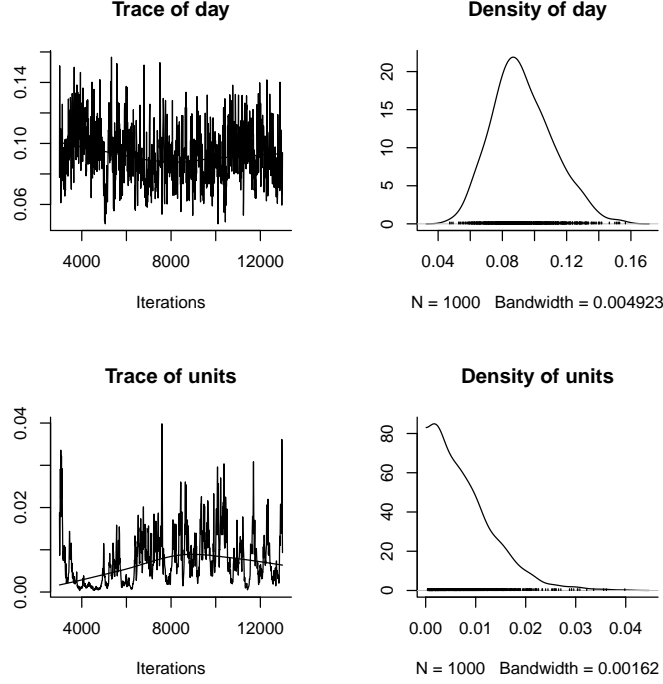 Trace of day
0.06 0.10 0.14
4000 8000 12000
Iterations
Density of day
0 5 10 15 20
0.04 0.08 0.12 0.16
N = 1000 Bandwidth = 0.004923
Trace of units
0.00 0.02 0.04
4000 8000 12000
Iterations
Density of units
0 20 40 60 80
0.00 0.01 0.02 0.03 0.04
N = 1000 Bandwidth = 0.00162